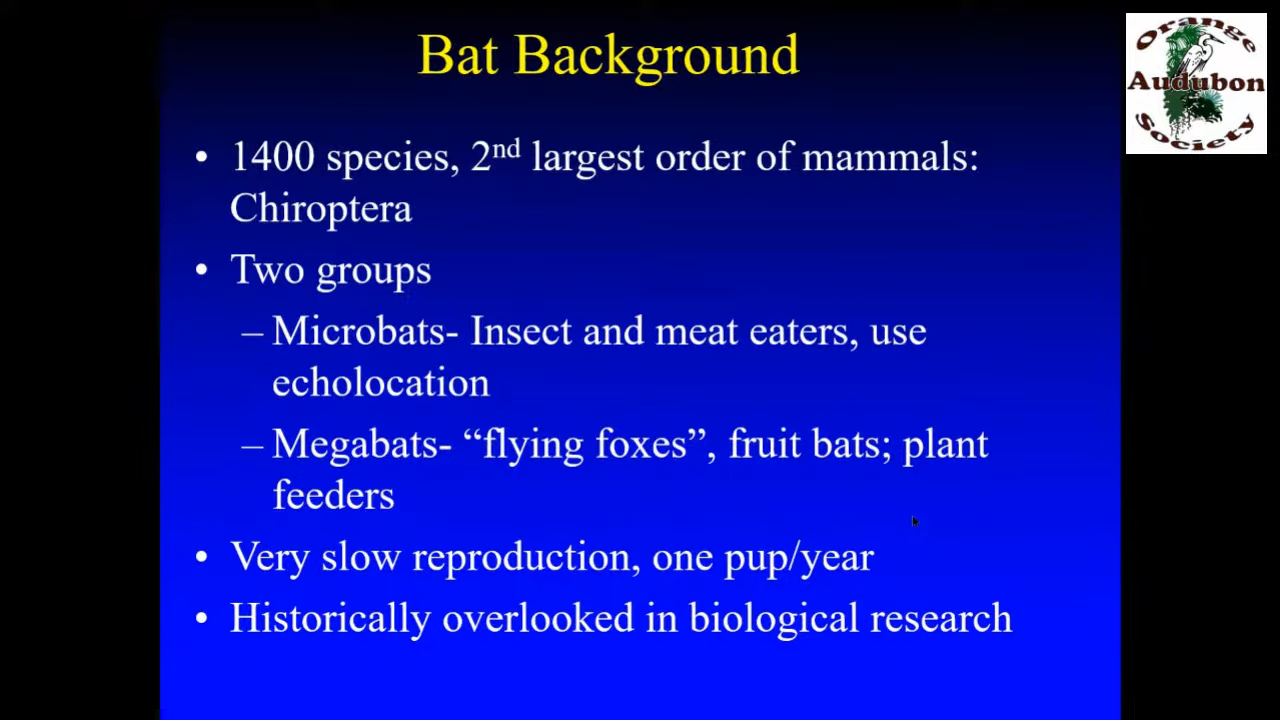 Bat Background
• 1400 species, 2nd largest order of mammals:
Chiroptera
• Two groups
– Microbats- Insect and meat eaters, use
echolocation
– Megabats- “flying foxes”, fruit bats; plant
feeders
• Very slow reproduction, one pup/year
• Historically overlooked in biological research
Orange
Audubon
Society